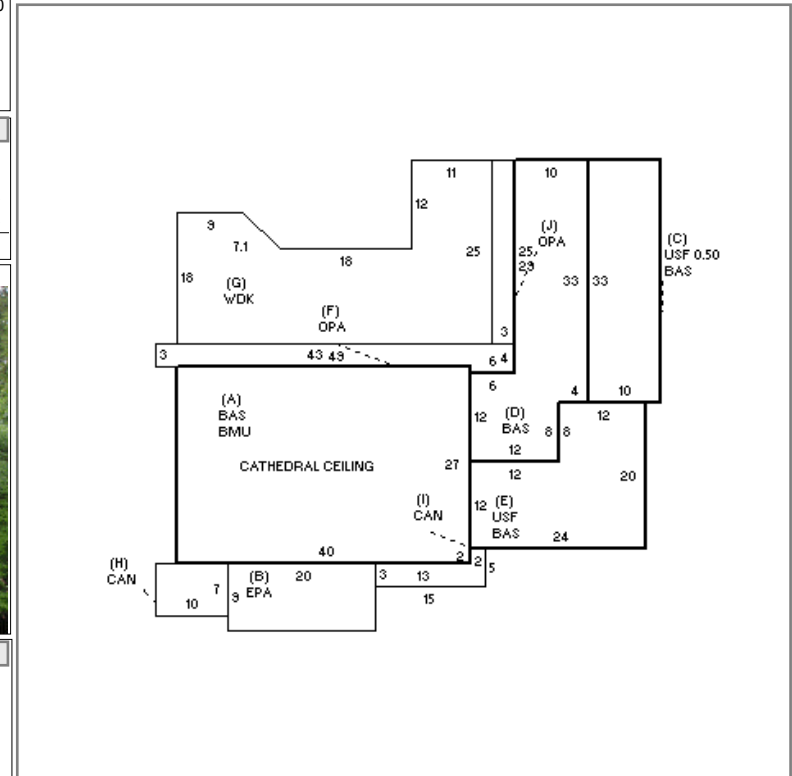 11
10
12
9
7.1
18
25
(J)
OPA
25
29
(C)
USF 0.50
BAS
18
(G)
WDK
33
33
(F)
OPA
3
3
43
49
6
4
6
4
10
(A)
BAS
BMU
12
(D)
BAS
8
8
12
12
CATHEDRAL CEILING
27
12
20
(I)
CAN
12
(E)
USF
BAS
24
40
2
2
5
(H)
CAN
7
9
(B)
EPA
20
3
13
10
15